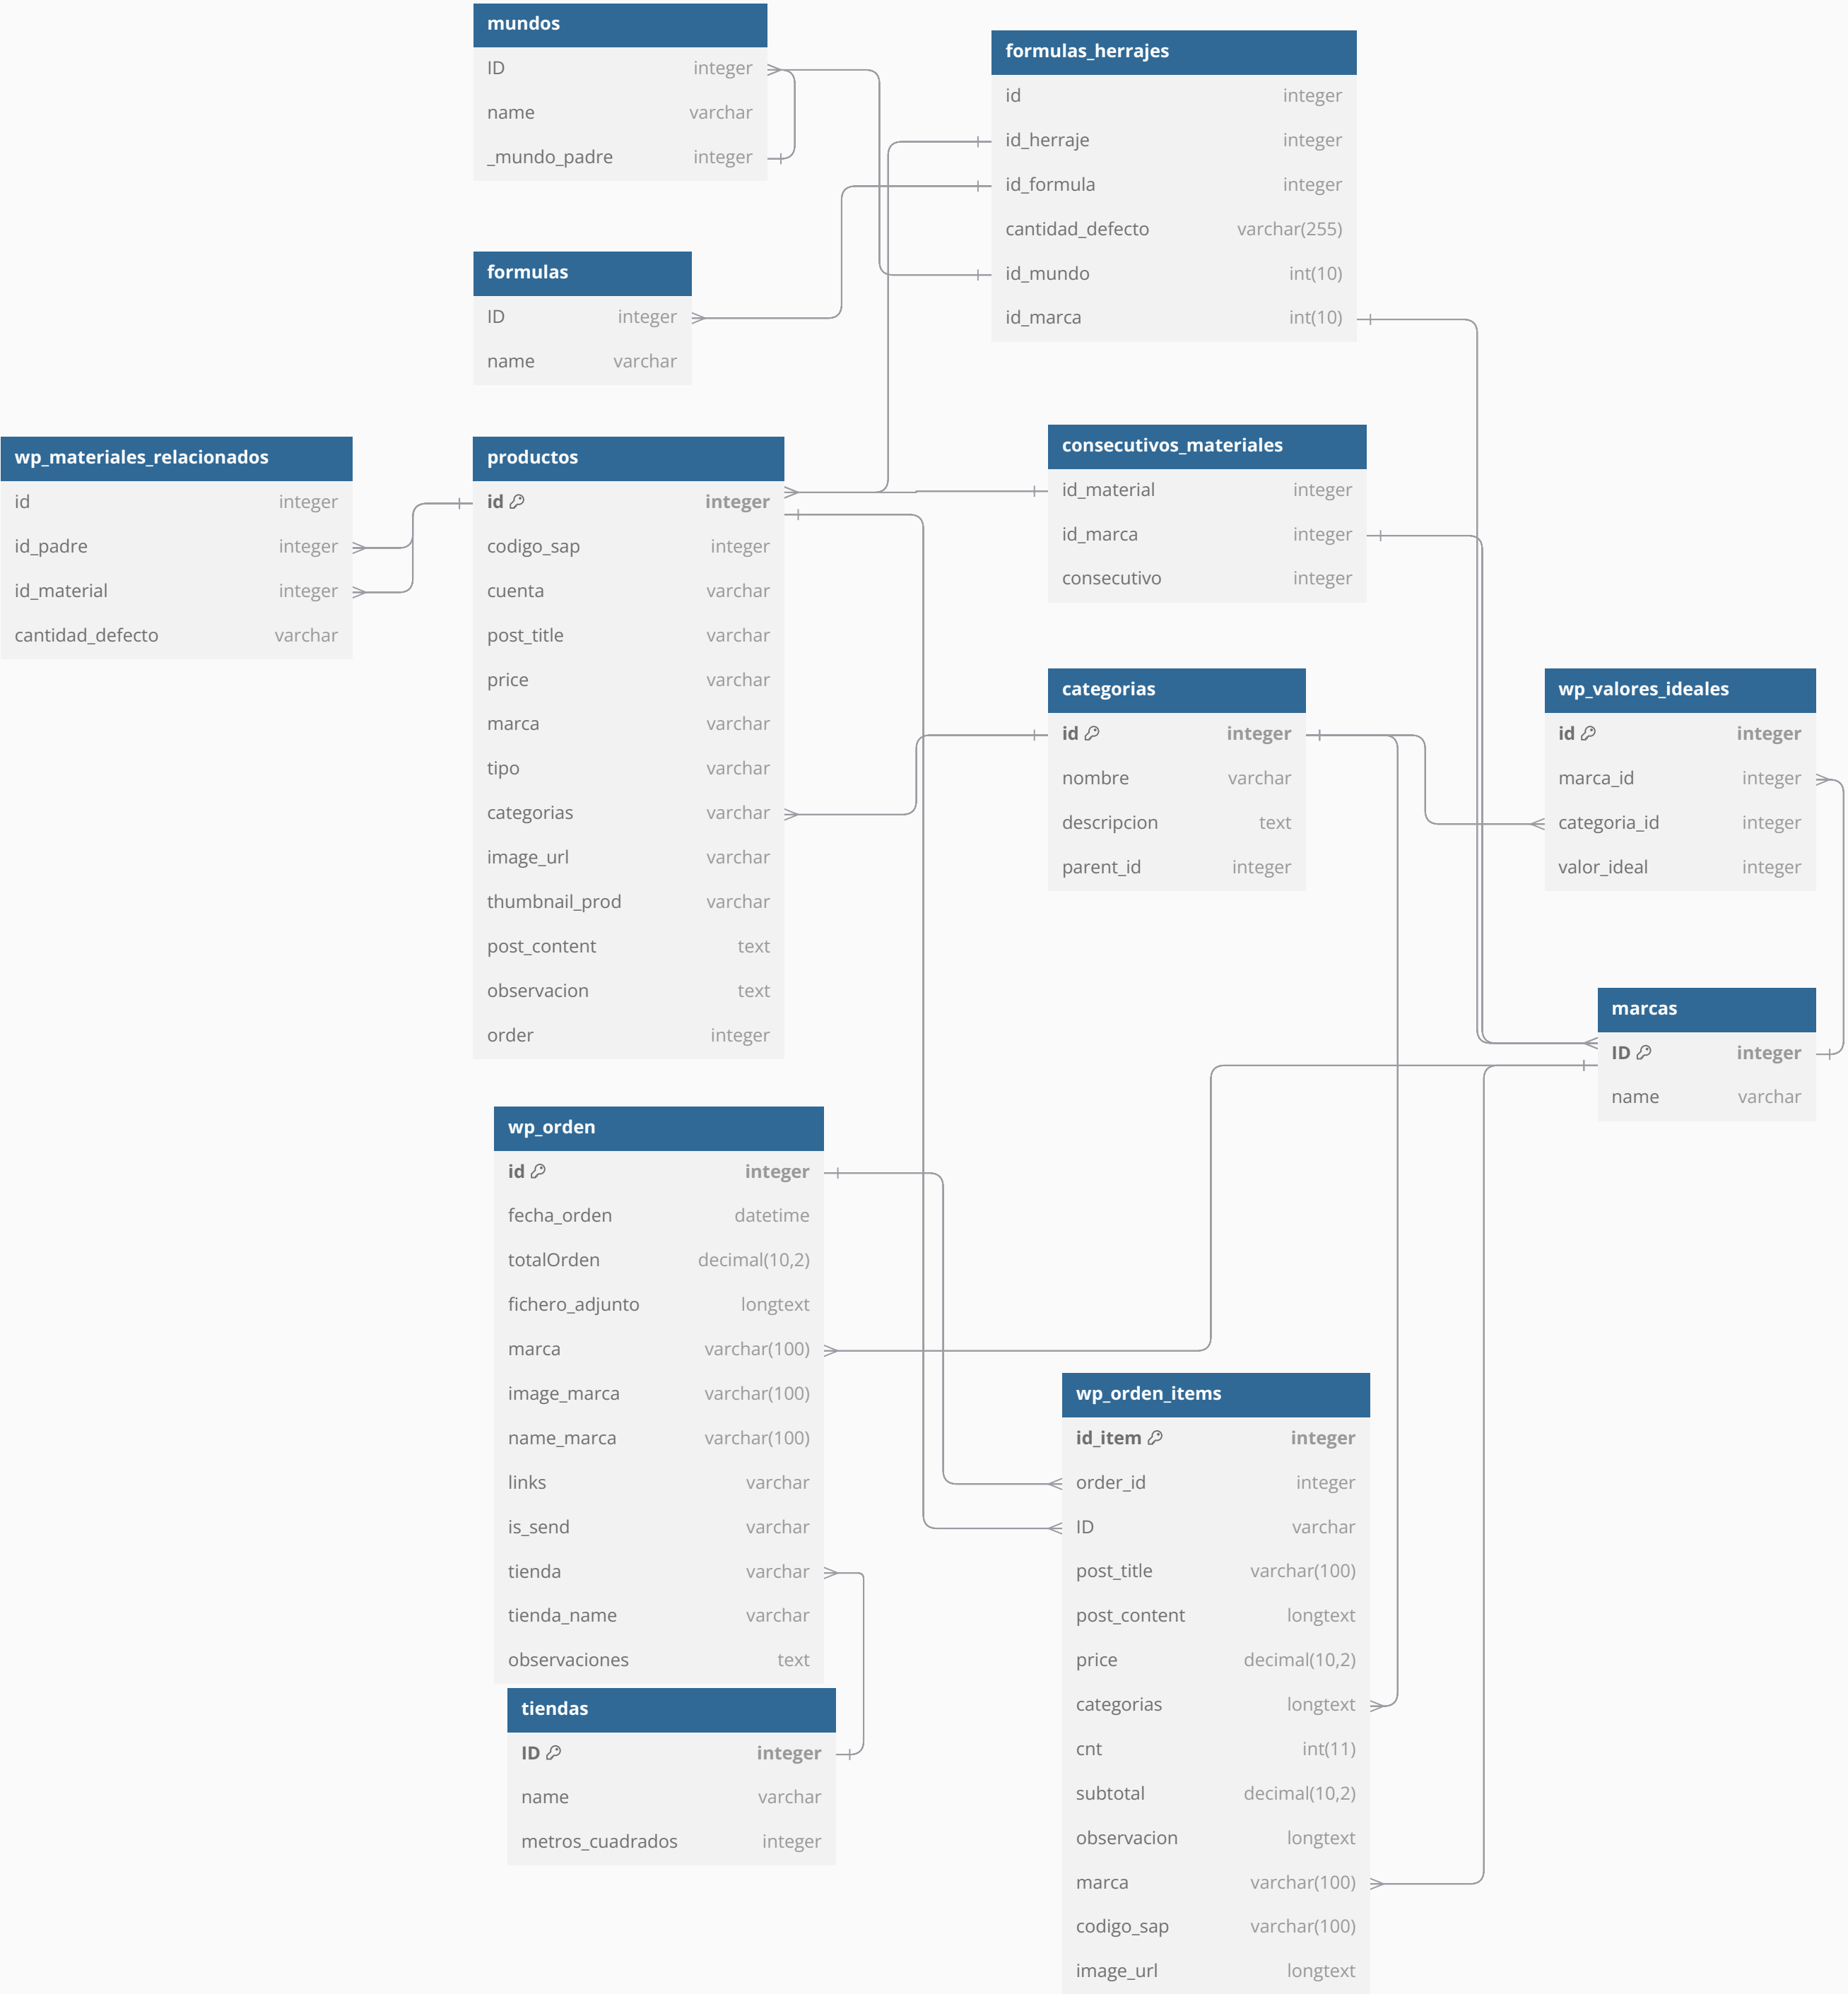 mundos
ID integer
name varchar
_mundo_padre integer
formulas_herrajes
id integer
id_herraje integer
id_formula integer
cantidad_defecto varchar(255)
id_mundo int(10)
id_marca int(10)
formulas
ID integer
name varchar
wp_materiales_relacionados
id integer
id_padre integer
id_material integer
cantidad_defecto varchar
productos
id integer
codigo_sap integer
cuenta varchar
post_title varchar
price varchar
marca varchar
tipo varchar
categorias varchar
image_url varchar
thumbnail_prod varchar
post_content text
observacion text
order integer
consecutivos_materiales
id_material integer
id_marca integer
consecutivo integer
categorias
id integer
nombre varchar
descripcion text
parent_id integer
wp_valores_ideales
id integer
marca_id integer
categoria_id integer
valor_ideal integer
marcas
ID integer
name varchar
wp_orden
id integer
fecha_orden datetime
totalOrden decimal(10,2)
fichero_adjunto longtext
marca varchar(100)
image_marca varchar(100)
name_marca varchar(100)
links varchar
is_send varchar
tienda varchar
tienda_name varchar
observaciones text
tiendas
ID integer
name varchar
metros_cuadrados integer
wp_orden_items
id_item integer
order_id integer
ID varchar
post_title varchar(100)
post_content longtext
price decimal(10,2)
categorias longtext
cnt int(11)
subtotal decimal(10,2)
observacion longtext
marca varchar(100)
codigo_sap varchar(100)
image_url longtext